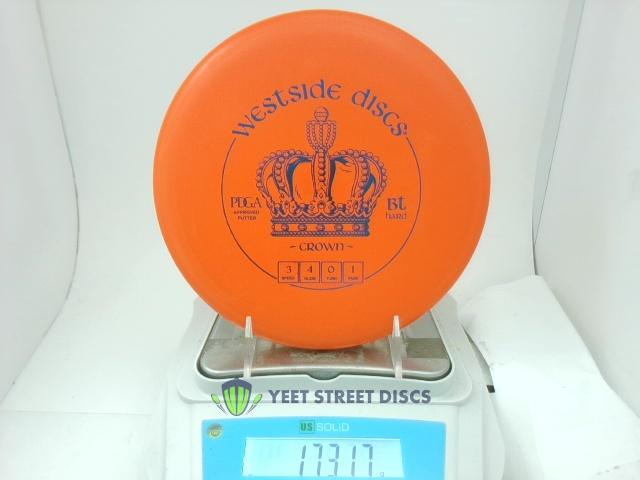 WESTSIDE DISCS
PDGA
APPROVED
PUTTER
BT
HARD
~ CROWN ~
3 4 0 1
SPEED GLIDE TURN FADE
YEET STREET DISCS
US SOLID
173.17 g